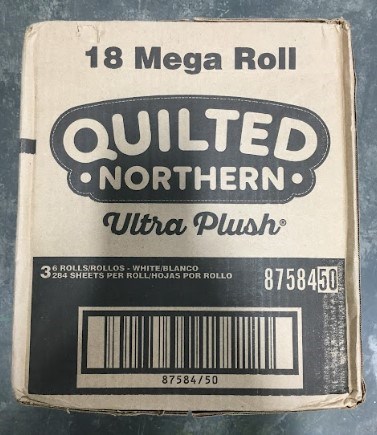 18 Mega Roll
QUILTED
• NORTHERN •
Ultra Plush®
3 6 ROLLS/ROLLOS - WHITE/BLANCO
284 SHEETS PER ROLL/HOJAS POR ROLLO
8758450
87584/50